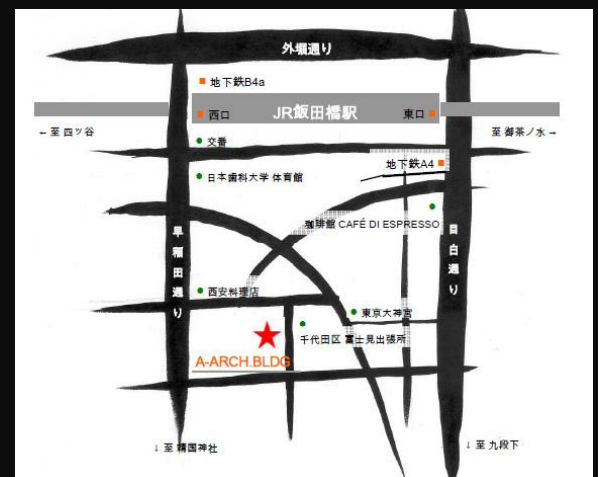 外堀通り
地下鉄B4a
西口
JR飯田橋駅
東口
←至 四ツ谷
至 御茶ノ水→
交番
地下鉄A4
日本歯科大学 体育館
珈琲館 CAFÉ DI ESPRESSO
早稲田通り
目白通り
西安料理店
東京大神宮
千代田区 富士見出張所
A-ARCH.BLDG
↓ 至 靖国神社
↓ 至 九段下